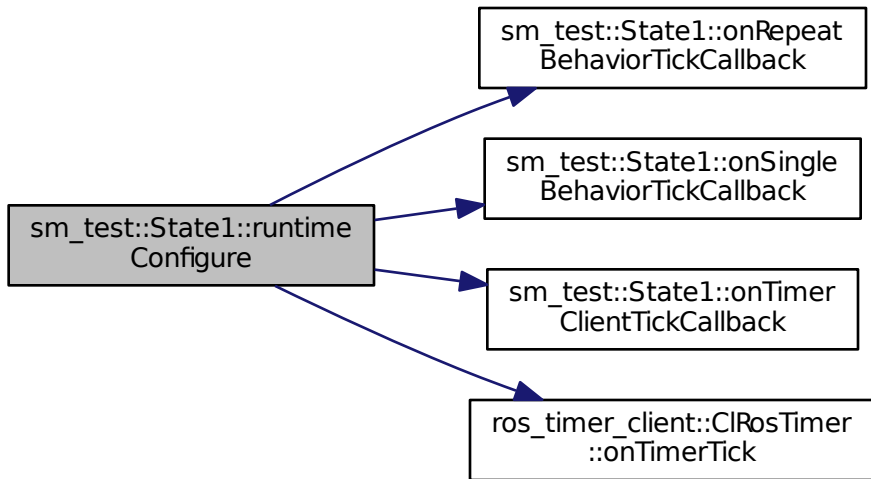 sm_test::State1::onRepeat
BehaviorTickCallback
sm_test::State1::onSingle
BehaviorTickCallback
sm_test::State1::runtime
Configure
sm_test::State1::onTimer
ClientTickCallback
ros_timer_client::ClRosTimer
::onTimerTick